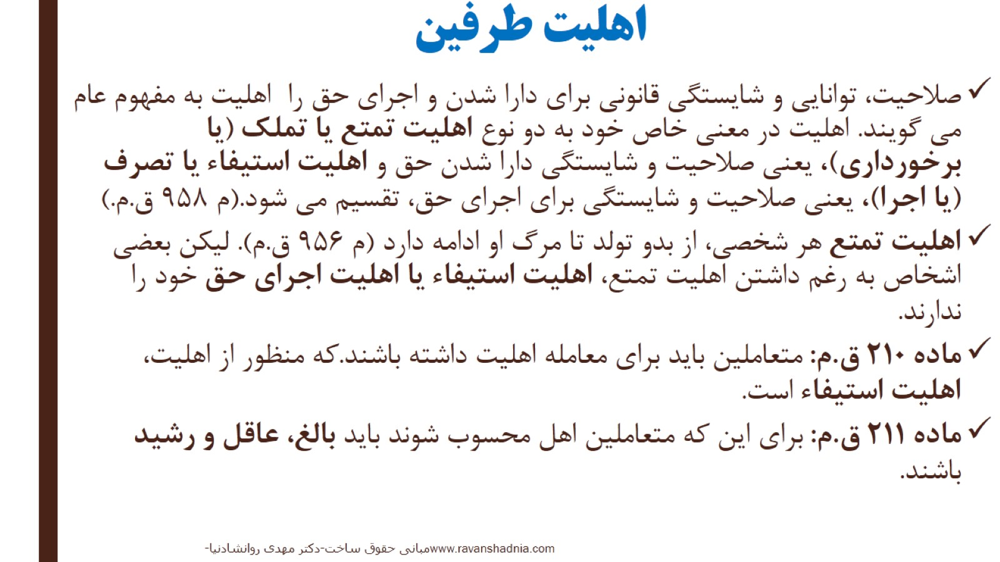 اهلیت طرفین
✓ صلاحیت، توانایی و شایستگی قانونی برای دارا شدن و اجرای حق را اهلیت به مفهوم عام
می گویند. اهلیت در معنی خاص خود به دو نوع اهلیت تمتع یا تملک (یا
برخورداری)، یعنی صلاحیت و شایستگی دارا شدن حق و اهلیت استیفاء یا تصرف
(یا اجرا)، یعنی صلاحیت و شایستگی برای اجرای حق، تقسیم می شود.(م ۹۵۸ ق.م.)
✓ اهلیت تمتع هر شخصی، از بدو تولد تا مرگ او ادامه دارد (م ۹۵۶ ق.م). لیکن بعضی
اشخاص به رغم داشتن اهلیت تمتع، اهلیت استیفاء یا اهلیت اجرای حق خود را
ندارند.
✓ ماده ۲۱۰ ق.م: متعاملین باید برای معامله اهلیت داشته باشند.که منظور از اهلیت،
اهلیت استیفاء است.
✓ ماده ۲۱۱ ق.م: برای این که متعاملین اهل محسوب شوند باید بالغ، عاقل و رشید
باشند.
www.ravanshadnia.comمبانی حقوق ساخت-دکتر مهدی روانشادنیا-